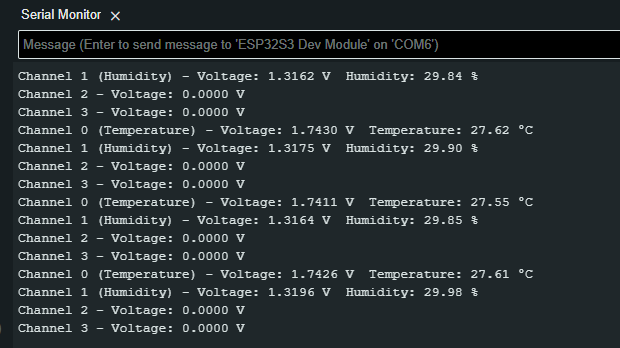 Serial Monitor ×
Message (Enter to send message to 'ESP32S3 Dev Module' on 'COM6')
Channel 1 (Humidity) - Voltage: 1.3162 V  Humidity: 29.84 %
Channel 2 - Voltage: 0.0000 V
Channel 3 - Voltage: 0.0000 V
Channel 0 (Temperature) - Voltage: 1.7430 V  Temperature: 27.62 °C
Channel 1 (Humidity) - Voltage: 1.3175 V  Humidity: 29.90 %
Channel 2 - Voltage: 0.0000 V
Channel 3 - Voltage: 0.0000 V
Channel 0 (Temperature) - Voltage: 1.7411 V  Temperature: 27.55 °C
Channel 1 (Humidity) - Voltage: 1.3164 V  Humidity: 29.85 %
Channel 2 - Voltage: 0.0000 V
Channel 3 - Voltage: 0.0000 V
Channel 0 (Temperature) - Voltage: 1.7426 V  Temperature: 27.61 °C
Channel 1 (Humidity) - Voltage: 1.3196 V  Humidity: 29.98 %
Channel 2 - Voltage: 0.0000 V
Channel 3 - Voltage: 0.0000 V